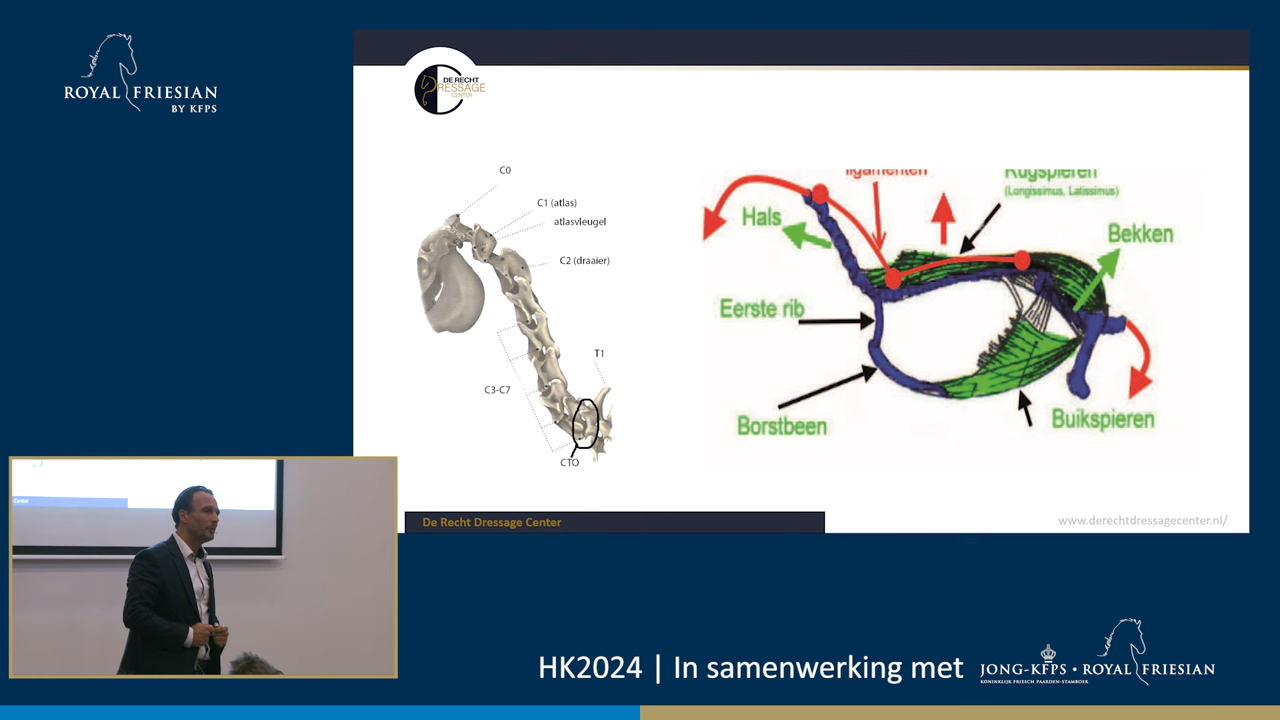 ROYAL FRIESIAN
BY KFPS
DE RECHT
DRESSAGE
CENTER
C0
C1 (atlas)
atlasvleugel
C2 (draaier)
T1
C3-C7
CTO
ligamenten
Rugspieren
(Longissimus, Latissimus)
Hals
Bekken
Eerste rib
Borstbeen
Buikspieren
De Recht Dressage Center
www.derechtdressagecenter.nl/
Center
HK2024 | In samenwerking met
JONG-KFPS • ROYAL FRIESIAN
KONINKLIJK FRIESCH PAARDEN-STAMBOEK